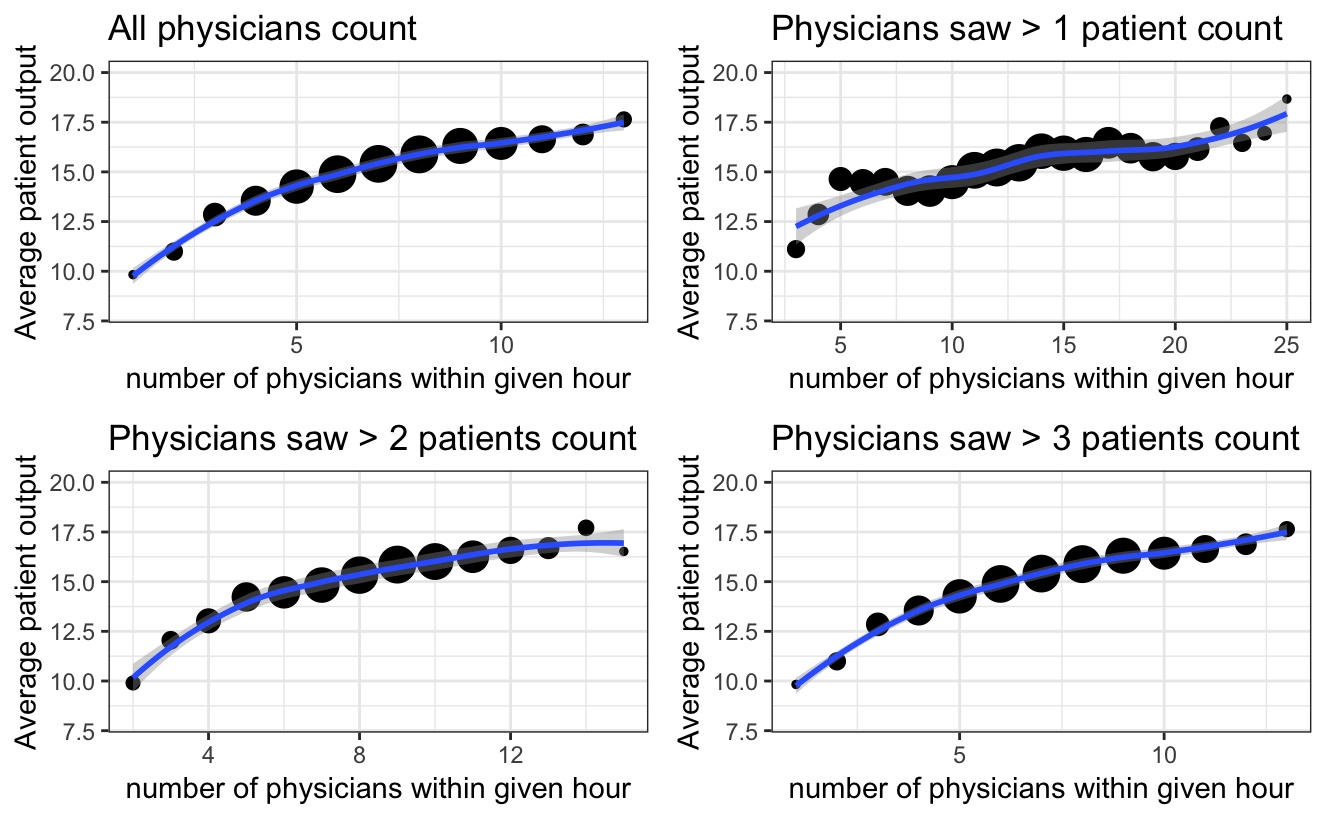 All physicians count
Average patient output
20.0
17.5
15.0
12.5
10.0
7.5
5 10
number of physicians within given hour
Physicians saw > 1 patient count
Average patient output
20.0
17.5
15.0
12.5
10.0
7.5
5 10 15 20 25
number of physicians within given hour
Physicians saw > 2 patients count
Average patient output
20.0
17.5
15.0
12.5
10.0
7.5
4 8 12
number of physicians within given hour
Physicians saw > 3 patients count
Average patient output
20.0
17.5
15.0
12.5
10.0
7.5
5 10
number of physicians within given hour